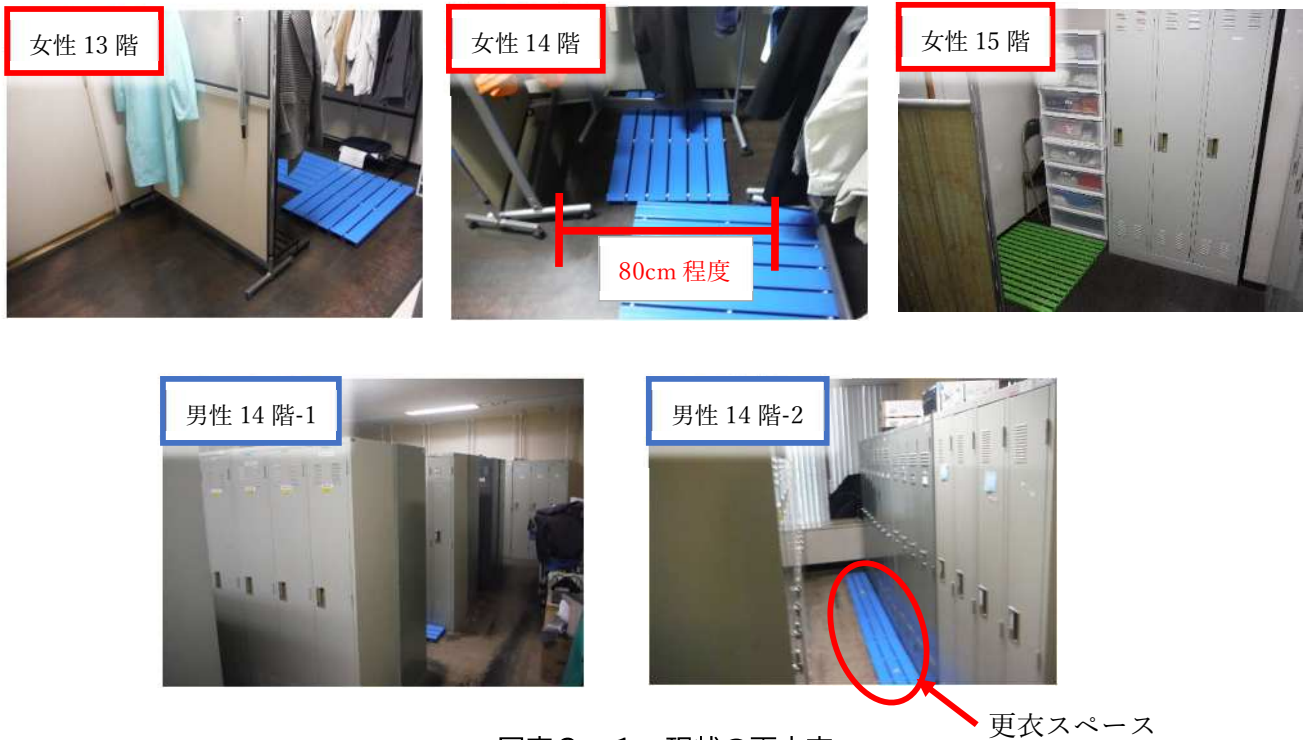 女性 13 階
女性 14 階
女性 15 階
80cm 程度
男性 14 階-1
男性 14 階-2
更衣スペース